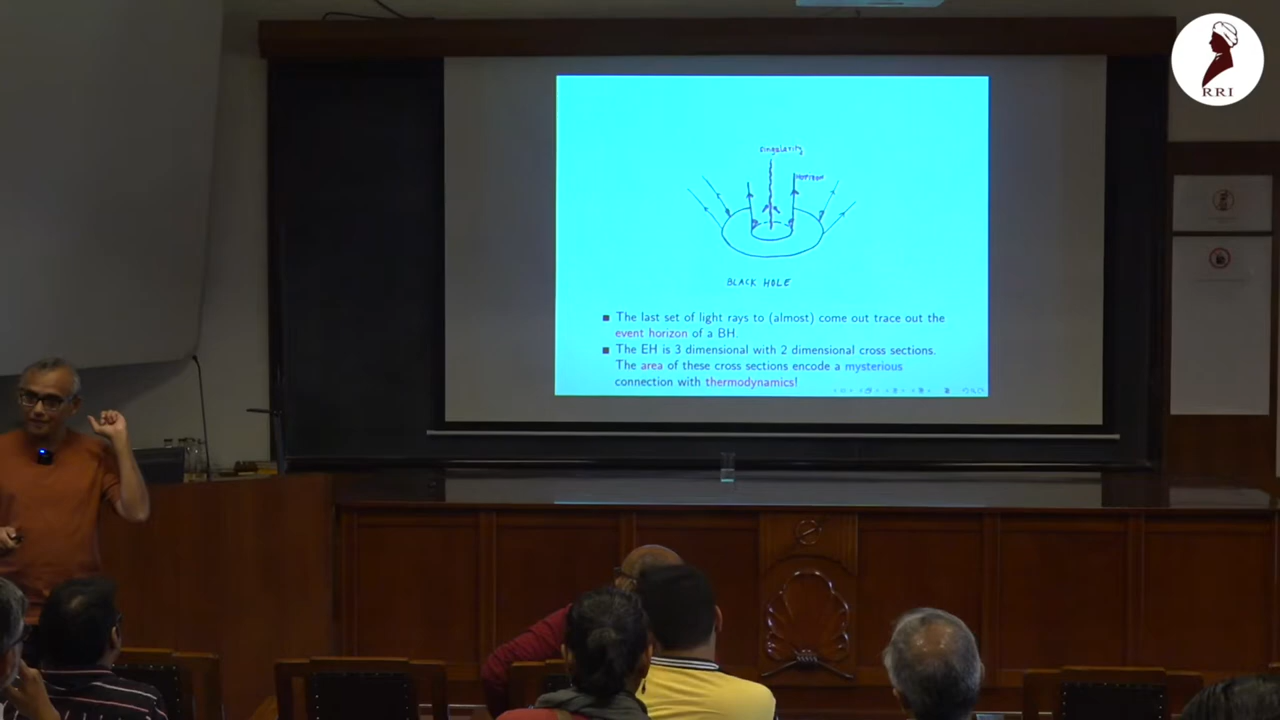 RRI
Singularity
HORIZON
BLACK HOLE
The last set of light rays to (almost) come out trace out the
event horizon of a BH.
The EH is 3 dimensional with 2 dimensional cross sections.
The area of these cross sections encode a mysterious
connection with thermodynamics!